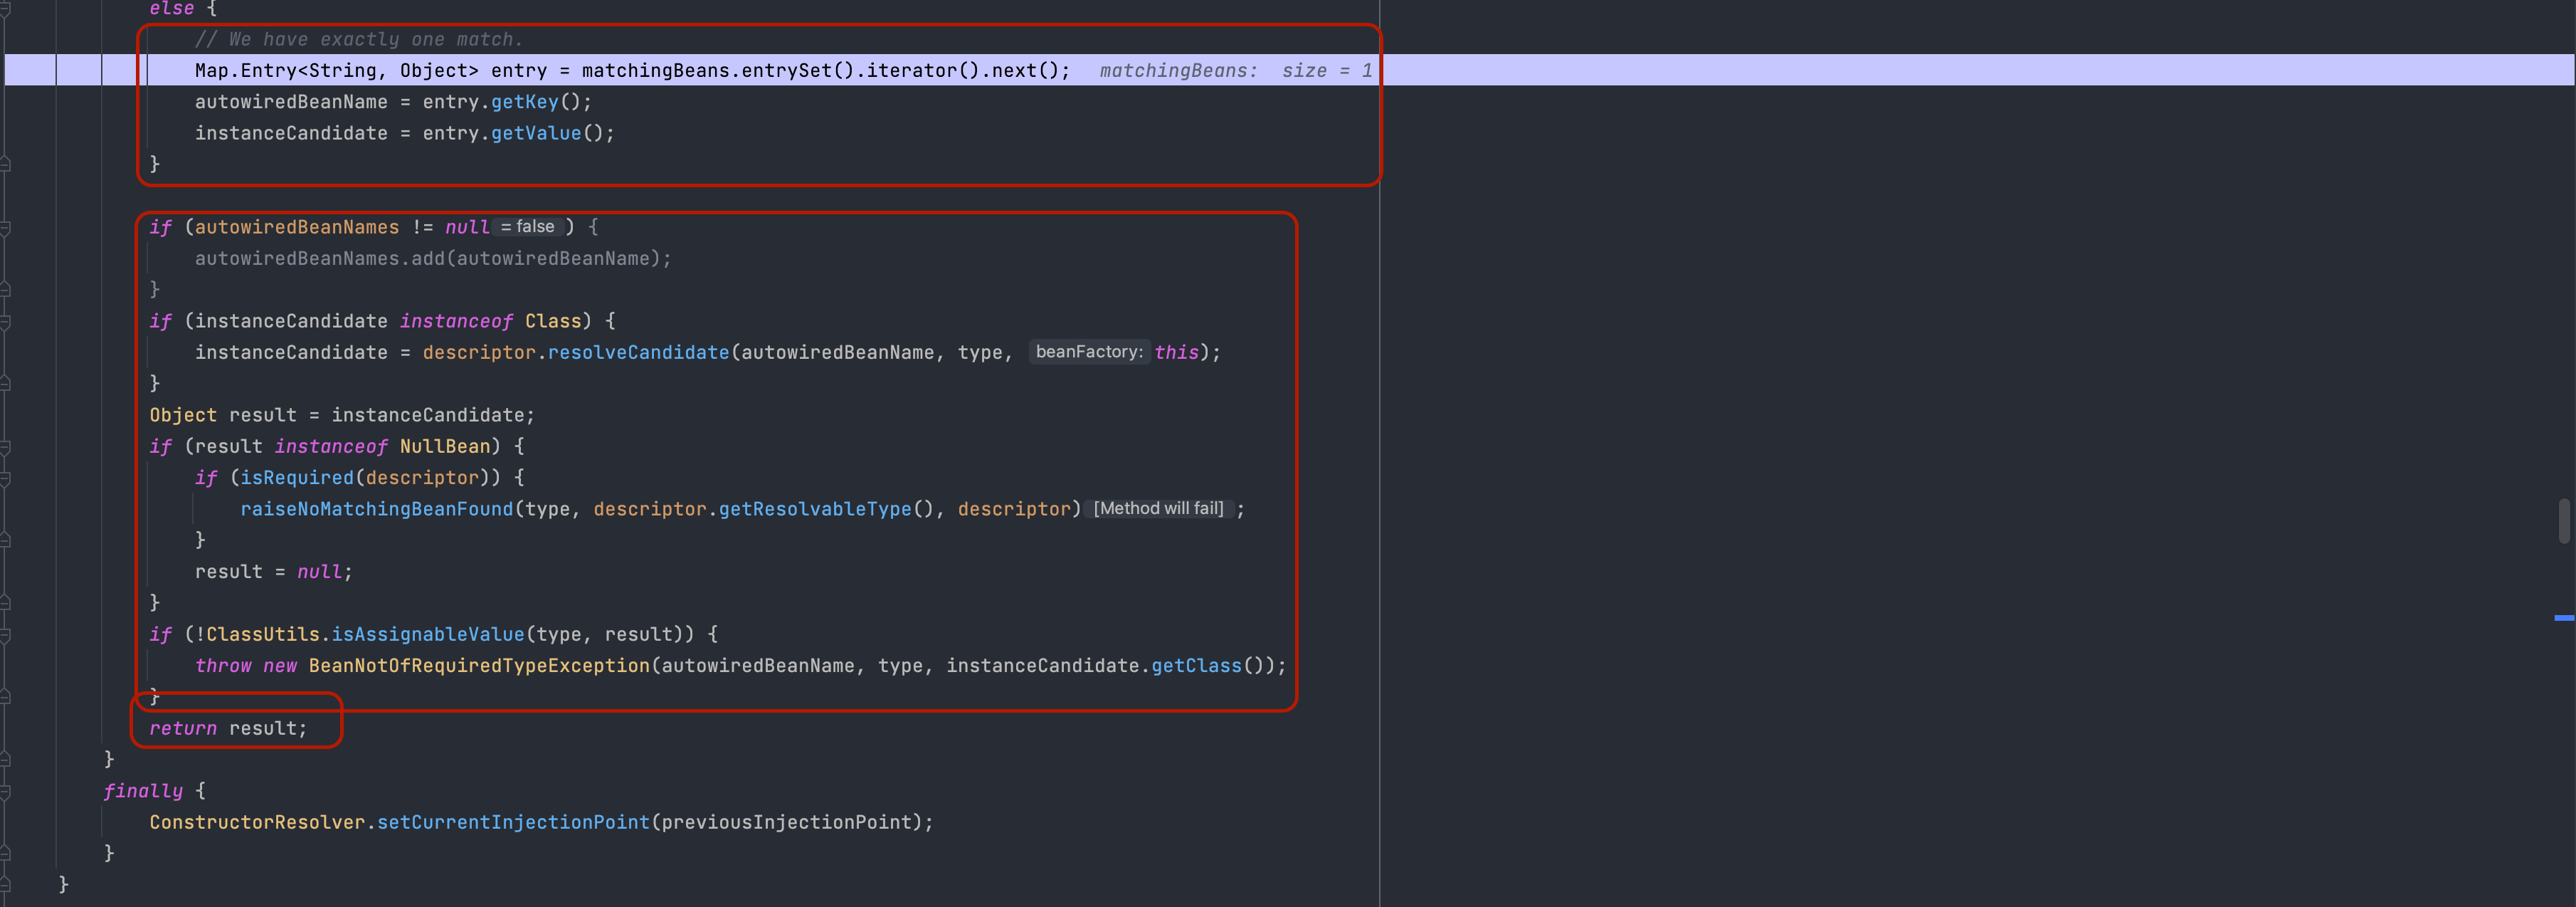 else {
// We have exactly one match.
Map.Entry<String, Object> entry = matchingBeans.entrySet().iterator().next();   matchingBeans:  size = 1
autowiredBeanName = entry.getKey();
instanceCandidate = entry.getValue();
}
if (autowiredBeanNames != null = false ) {
autowiredBeanNames.add(autowiredBeanName);
}
if (instanceCandidate instanceof Class) {
instanceCandidate = descriptor.resolveCandidate(autowiredBeanName, type, beanFactory: this);
}
Object result = instanceCandidate;
if (result instanceof NullBean) {
if (isRequired(descriptor)) {
raiseNoMatchingBeanFound(type, descriptor.getResolvableType(), descriptor) [Method will fail] ;
}
result = null;
}
if (!ClassUtils.isAssignableValue(type, result)) {
throw new BeanNotOfRequiredTypeException(autowiredBeanName, type, instanceCandidate.getClass());
}
return result;
}
finally {
ConstructorResolver.setCurrentInjectionPoint(previousInjectionPoint);
}
}